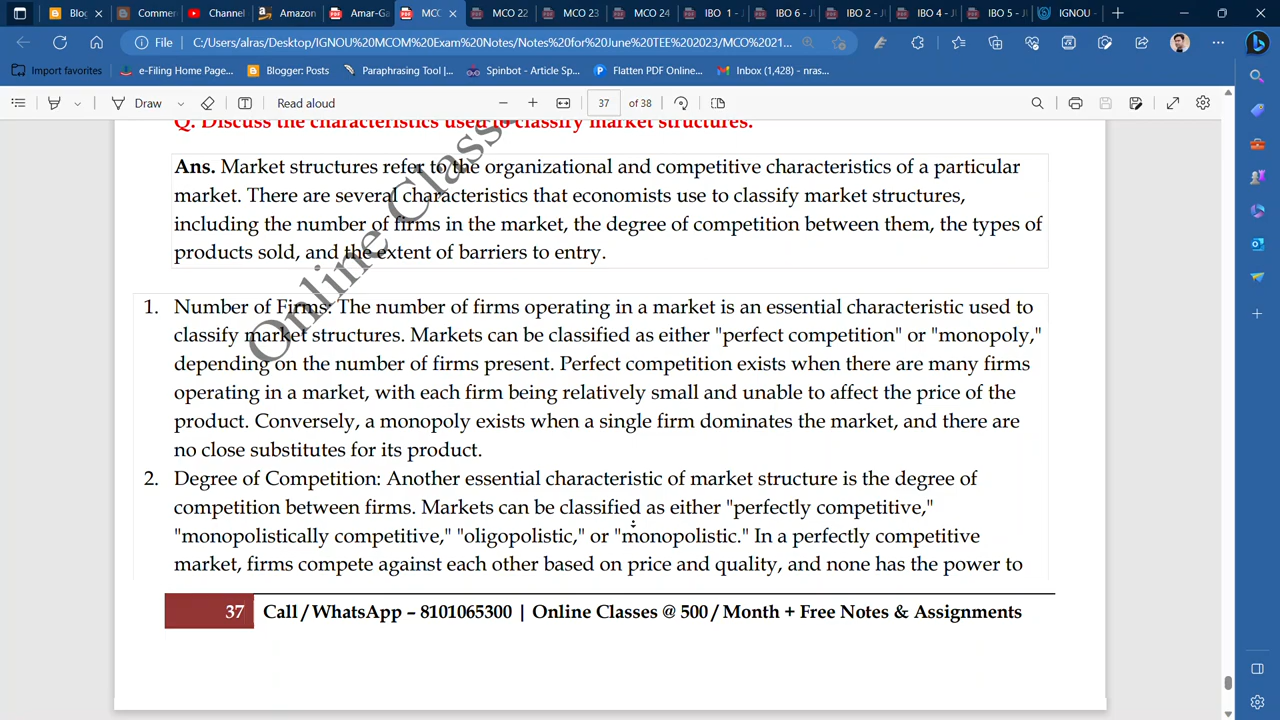 Blog
Commer
Channel
Amazon
Amar-Ga
MCC
MCO 22
MCO 23
MCO 24
IBO 1 - J
IBO 6 - J
IBO 2 - J
IBO 4 - J
IBO 5 - J
IGNOU -
File
C:/Users/alras/Desktop/IGNOU%20MCOM%20Exam%20Notes/Notes%20for%20June%20TEE%202023/MCO%2021...
Import favorites
e-Filing Home Page...
Blogger: Posts
Paraphrasing Tool |...
Spinbot - Article Sp...
Flatten PDF Online...
Inbox (1,428) - nras...
Draw
Read aloud
37
of 38
Q. Discuss the characteristics used to classify market structures.
Ans. Market structures refer to the organizational and competitive characteristics of a particular
market. There are several characteristics that economists use to classify market structures,
including the number of firms in the market, the degree of competition between them, the types of
products sold, and the extent of barriers to entry.
1. Number of Firms: The number of firms operating in a market is an essential characteristic used to
classify market structures. Markets can be classified as either "perfect competition" or "monopoly,"
depending on the number of firms present. Perfect competition exists when there are many firms
operating in a market, with each firm being relatively small and unable to affect the price of the
product. Conversely, a monopoly exists when a single firm dominates the market, and there are
no close substitutes for its product.
2. Degree of Competition: Another essential characteristic of market structure is the degree of
competition between firms. Markets can be classified as either "perfectly competitive,"
"monopolistically competitive," "oligopolistic," or "monopolistic." In a perfectly competitive
market, firms compete against each other based on price and quality, and none has the power to
Online Class
37
Call / WhatsApp – 8101065300 | Online Classes @ 500 / Month + Free Notes & Assignments